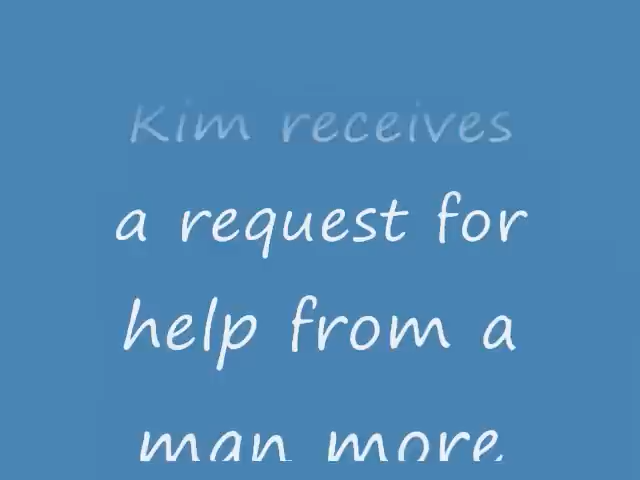 Kim receives
a request for
help from a
man more